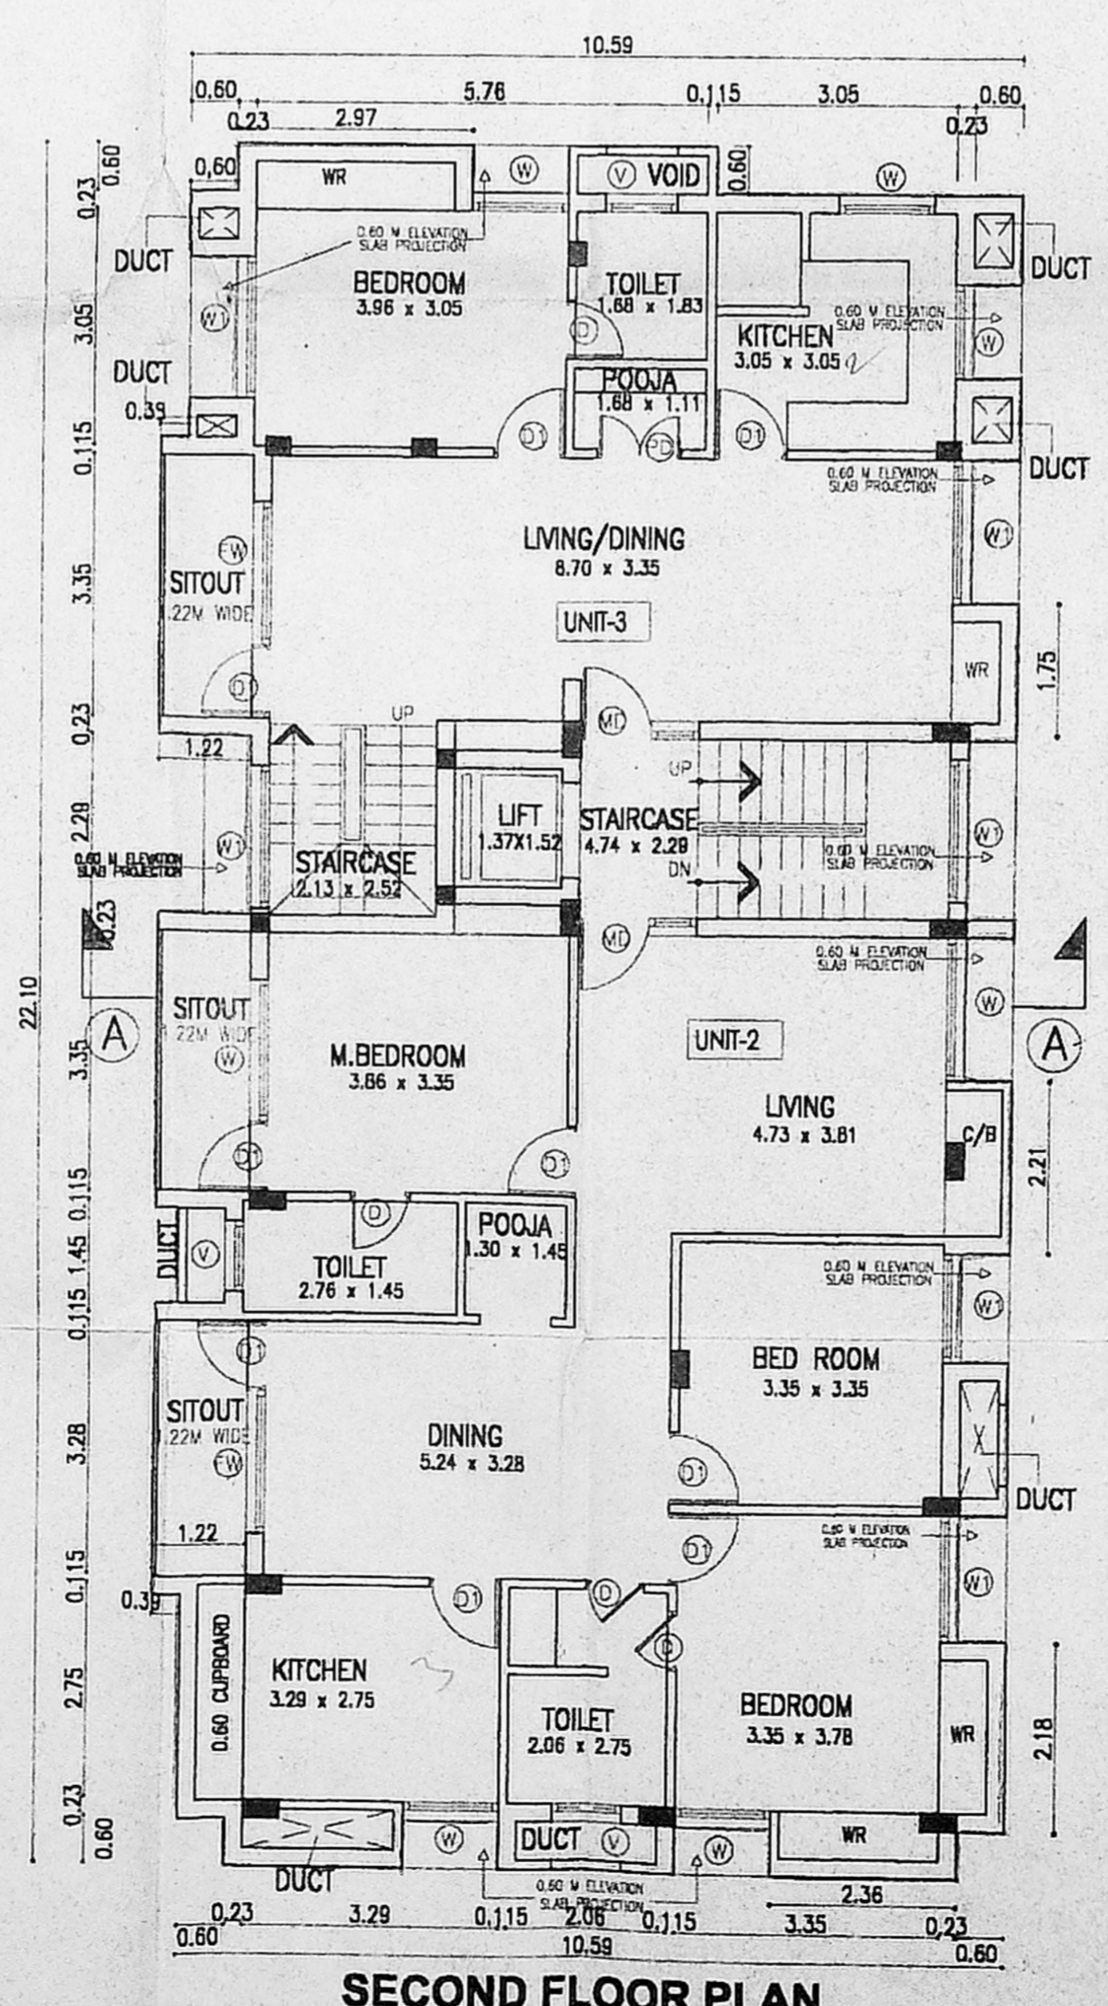 10.59
0.60 5.76 0.115 3.05 0.60
0.23 2.97 0.23
0.60
0.60
0.60
WR
W
V VOID
W
0.23
DUCT
0.60 M ELEVATION
SLAB PROJECTION
BEDROOM
3.96 x 3.05
TOILET
1.68 x 1.83
DUCT
0.60 M ELEVATION
SLAB PROJECTION
W1
3.05
D
KITCHEN
3.05 x 3.05
W
DUCT
0.39
POOJA
1.68 x 1.11
D1
PD
D1
0.115
DUCT
0.60 M ELEVATION
SLAB PROJECTION
LIVING/DINING
8.70 x 3.35
W1
FW
SITOUT
1.22M WIDE
3.35
UNIT-3
WR
1.75
D1
UP
MD
0.23
1.22
UP
LIFT
1.37X1.52
STAIRCASE
4.74 x 2.29
W1
2.29
W1
0.60 M ELEVATION
SLAB PROJECTION
STAIRCASE
2.13 x 2.52
DN
0.60 M ELEVATION
SLAB PROJECTION
0.23
MD
0.60 M ELEVATION
SLAB PROJECTION
22.10
SITOUT
1.22M WIDE
W
W
A
UNIT-2
A
M.BEDROOM
3.86 x 3.35
3.35
LIVING
4.73 x 3.81
C/B
2.21
D1
D1
0.115
D
DUCT
V
POOJA
1.30 x 1.45
TOILET
2.76 x 1.45
1.45
0.60 M ELEVATION
SLAB PROJECTION
W1
0.115
D1
BED ROOM
3.35 x 3.35
SITOUT
1.22M WIDE
FW
DINING
5.24 x 3.28
3.28
D1
DUCT
1.22
0.60 M ELEVATION
SLAB PROJECTION
D1
W1
0.115
0.39
D1
D
D
0.60 CUPBOARD
KITCHEN
3.29 x 2.75
3
2.75
TOILET
2.06 x 2.75
BEDROOM
3.35 x 3.78
WR
2.18
0.23
0.60
W
DUCT V
W
WR
DUCT
0.60 M ELEVATION
SLAB PROJECTION
2.36
0.23 3.29 0.115 2.06 0.115 3.35 0.23
0.60 10.59 0.60
SECOND FLOOR PLAN